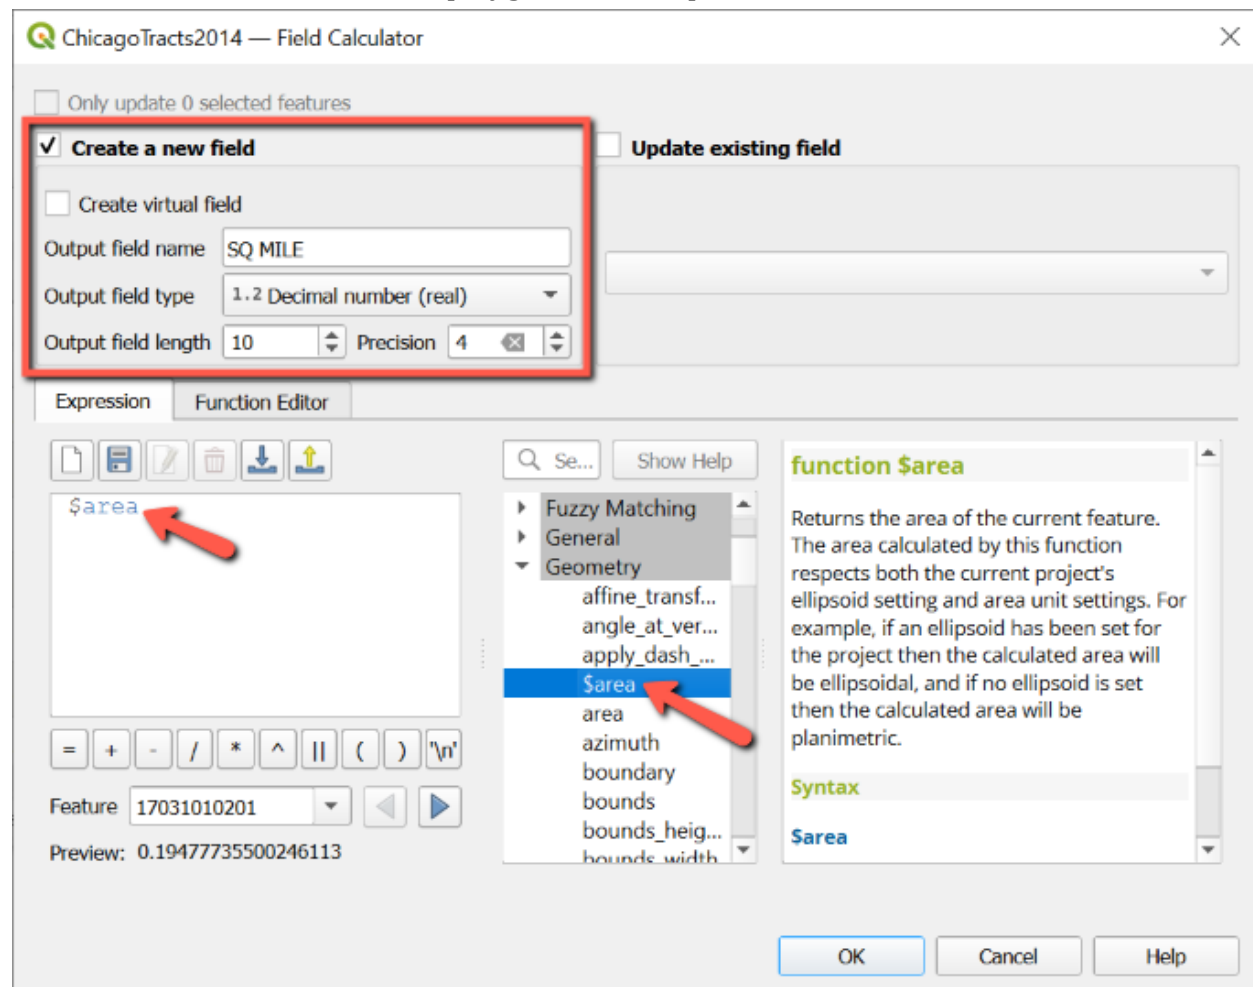 ChicagoTracts2014 — Field Calculator
Only update 0 selected features
Create a new field
Update existing field
Create virtual field
Output field name SQ MILE
Output field type 1.2 Decimal number (real)
Output field length 10 Precision 4
Expression Function Editor
$area
= + - / * ^ || ( ) '\n'
Feature 17031010201
Preview: 0.19477735500246113
Se... Show Help
Fuzzy Matching
General
Geometry
affine_transf...
angle_at_ver...
apply_dash_...
$area
area
azimuth
boundary
bounds
bounds_heig...
bounds_width
function $area
Returns the area of the current feature.
The area calculated by this function
respects both the current project's
ellipsoid setting and area unit settings. For
example, if an ellipsoid has been set for
the project then the calculated area will
be ellipsoidal, and if no ellipsoid is set
then the calculated area will be
planimetric.
Syntax
$area
OK Cancel Help